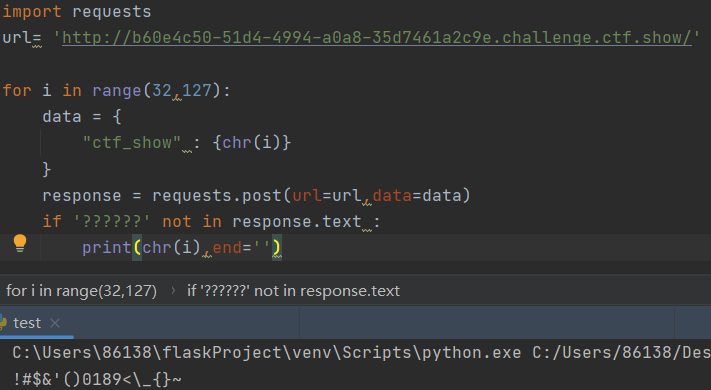 import requests
url= 'http://b60e4c50-51d4-4994-a0a8-35d7461a2c9e.challenge.ctf.show/'
for i in range(32,127):
data = {
"ctf_show" : {chr(i)}
}
response = requests.post(url=url,data=data)
if '??????' not in response.text :
print(chr(i),end='')
for i in range(32,127) › if '??????' not in response.text
test ×
C:\Users\86138\flaskProject\venv\Scripts\python.exe C:/Users/86138/Des
!#$&'()0189<\_{}~